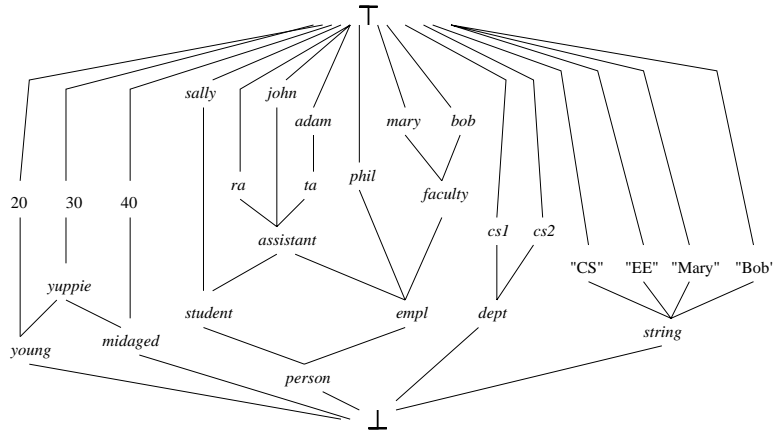 ⊤
sally john
adam mary bob
20 30 40 ra ta phil faculty
assistant cs1 cs2
"CS" "EE" "Mary" "Bob'
yuppie student empl dept
young midaged string
person
⊥